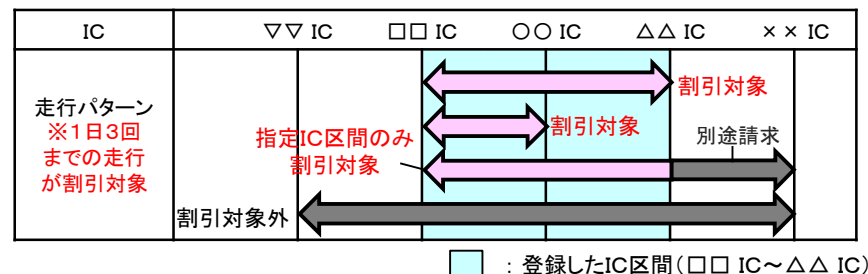 IC
▽▽ IC
□□ IC
○○ IC
△△ IC
×× IC
走行パターン
※1日3回
までの走行
が割引対象
割引対象
割引対象
指定IC区間のみ
割引対象
別途請求
割引対象外
：登録したIC区間(□□ IC～△△ IC)